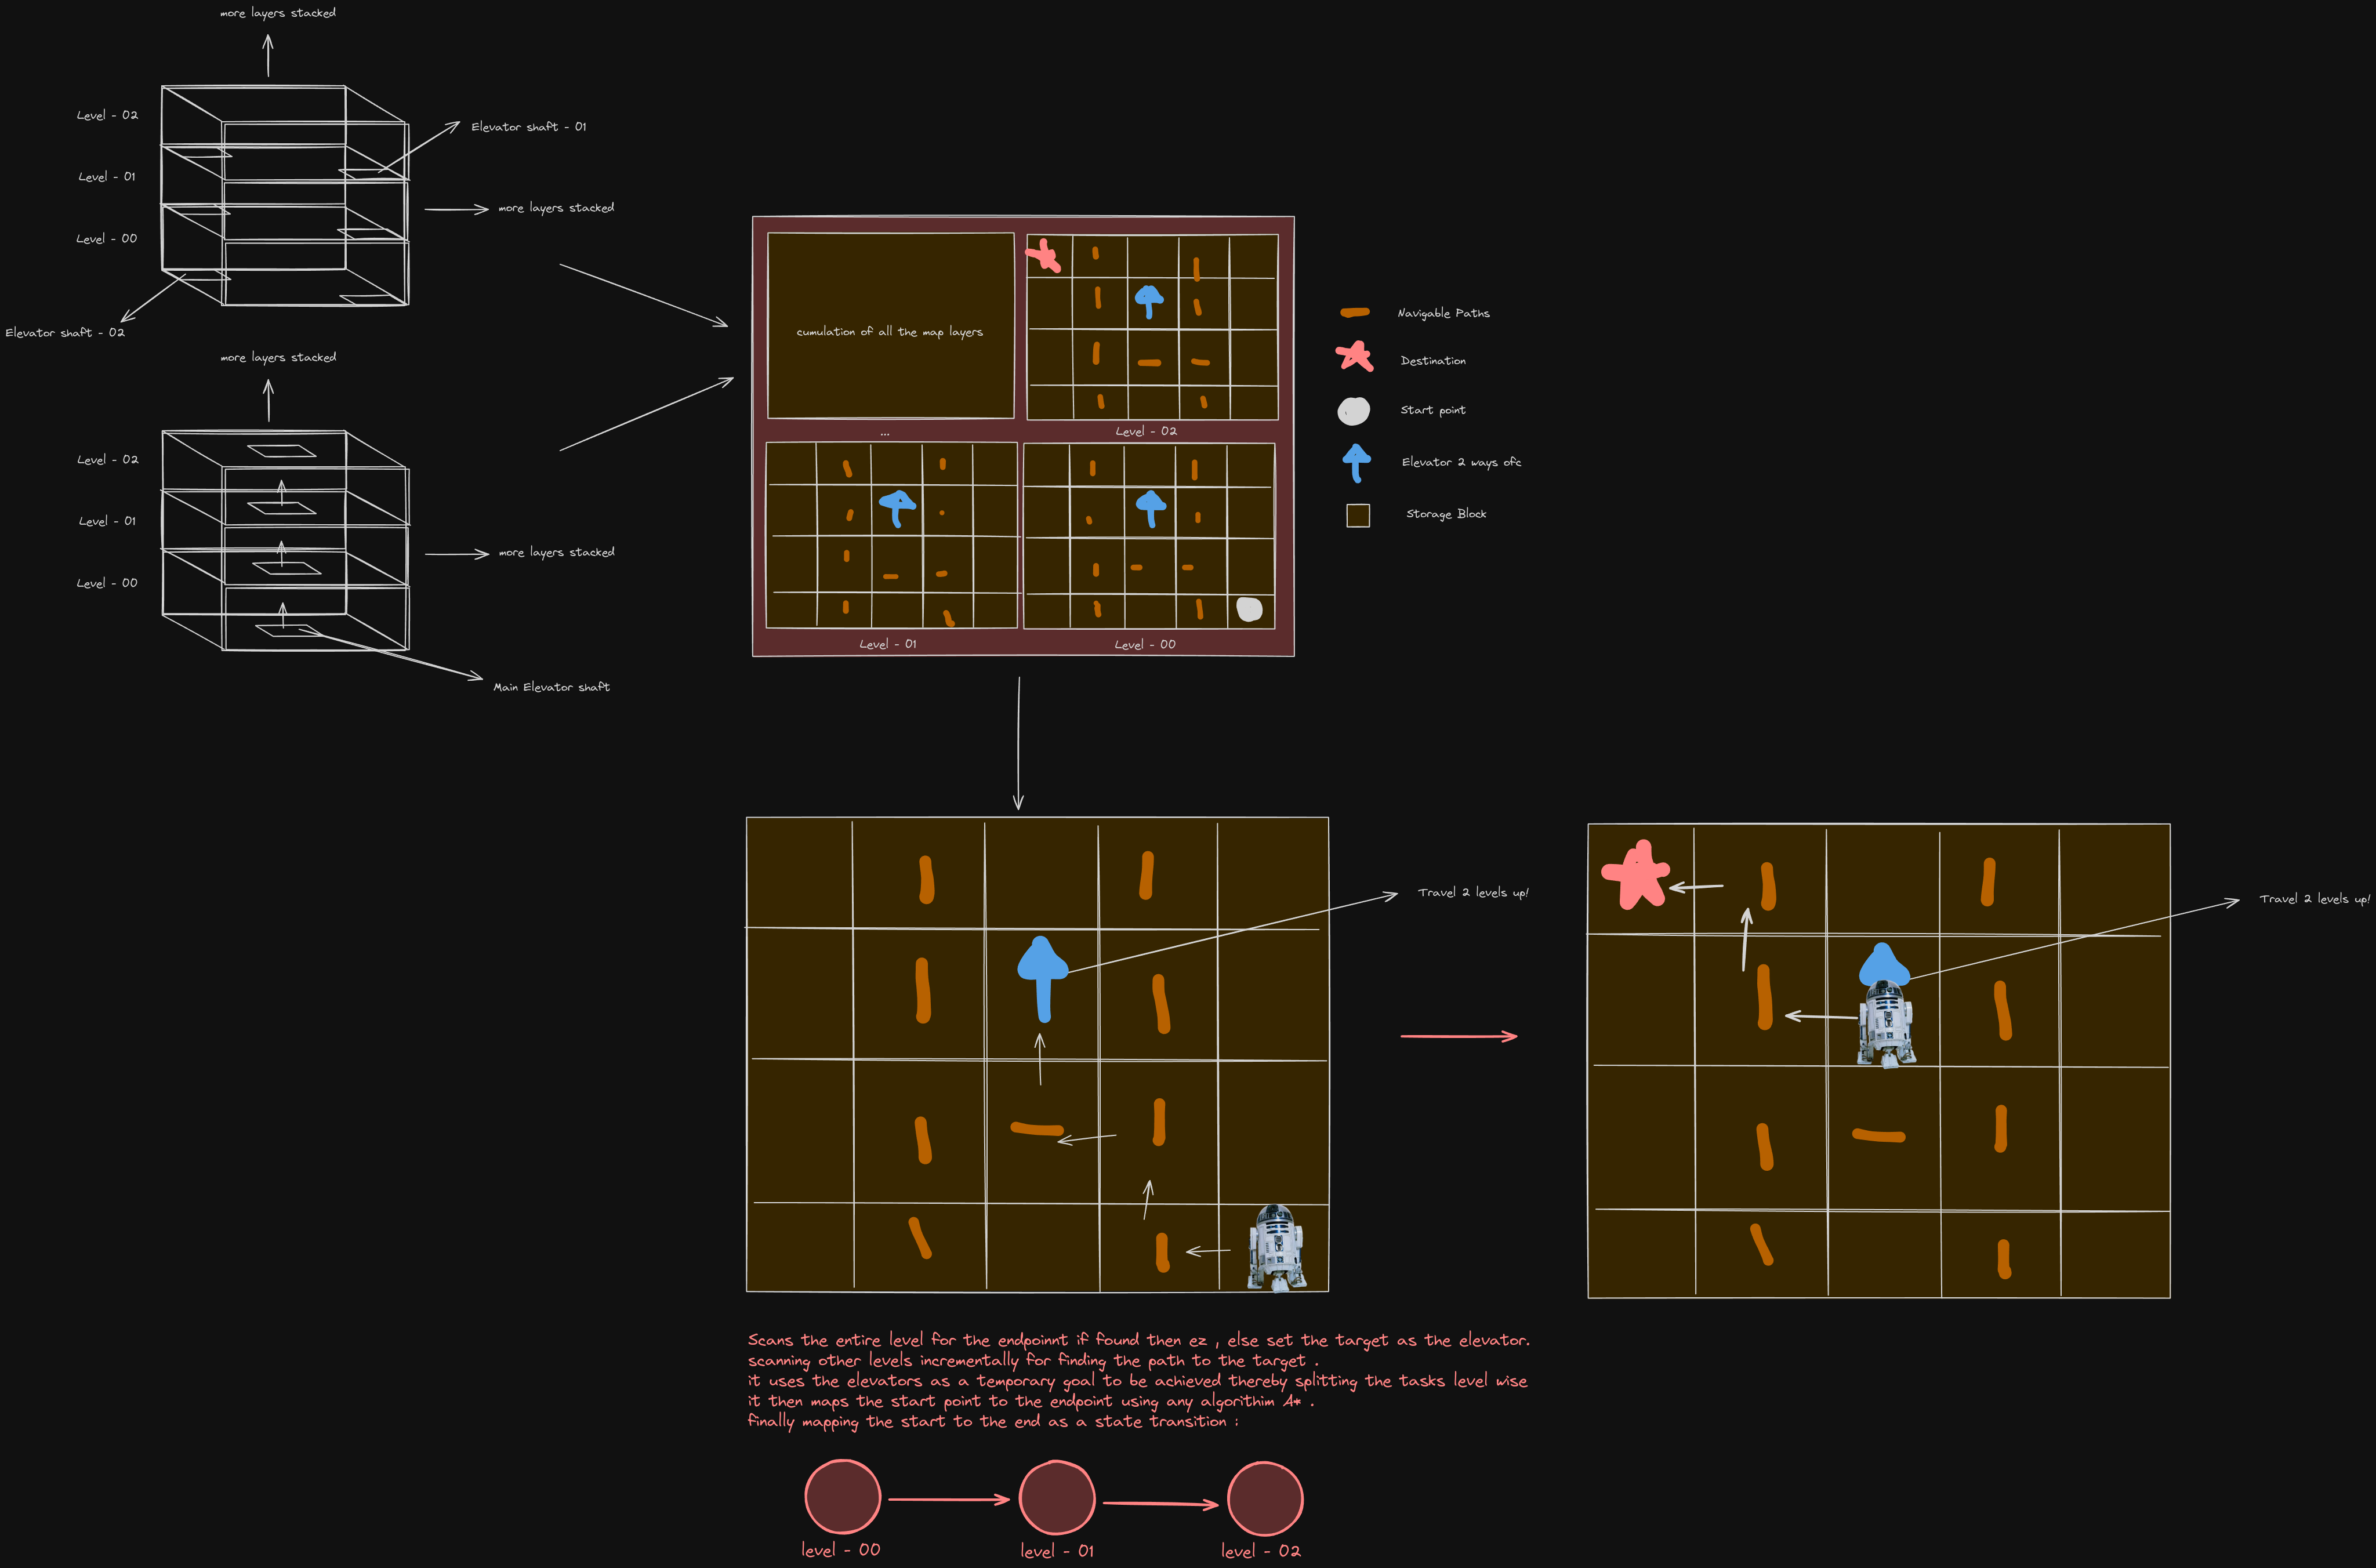 more layers stacked
Level - 02
Elevator shaft - 01
Level - 01
more layers stacked
Level - 00
Elevator shaft - 02
more layers stacked
Level - 02
Level - 01
more layers stacked
Level - 00
Main Elevator shaft
cumulation of all the map layers
...
Level - 02
Level - 01
Level - 00
Navigable Paths
Destination
Start point
Elevator 2 ways ofc
Storage Block
Travel 2 levels up!
Travel 2 levels up!
Scans the entire level for the endpoinnt if found then ez , else set the target as the elevator.
scanning other levels incrementally for finding the path to the target .
it uses the elevators as a temporary goal to be achieved thereby splitting the tasks level wise
it then maps the start point to the endpoint using any algorithim A* .
finally mapping the start to the end as a state transition :
level - 00
level - 01
level - 02